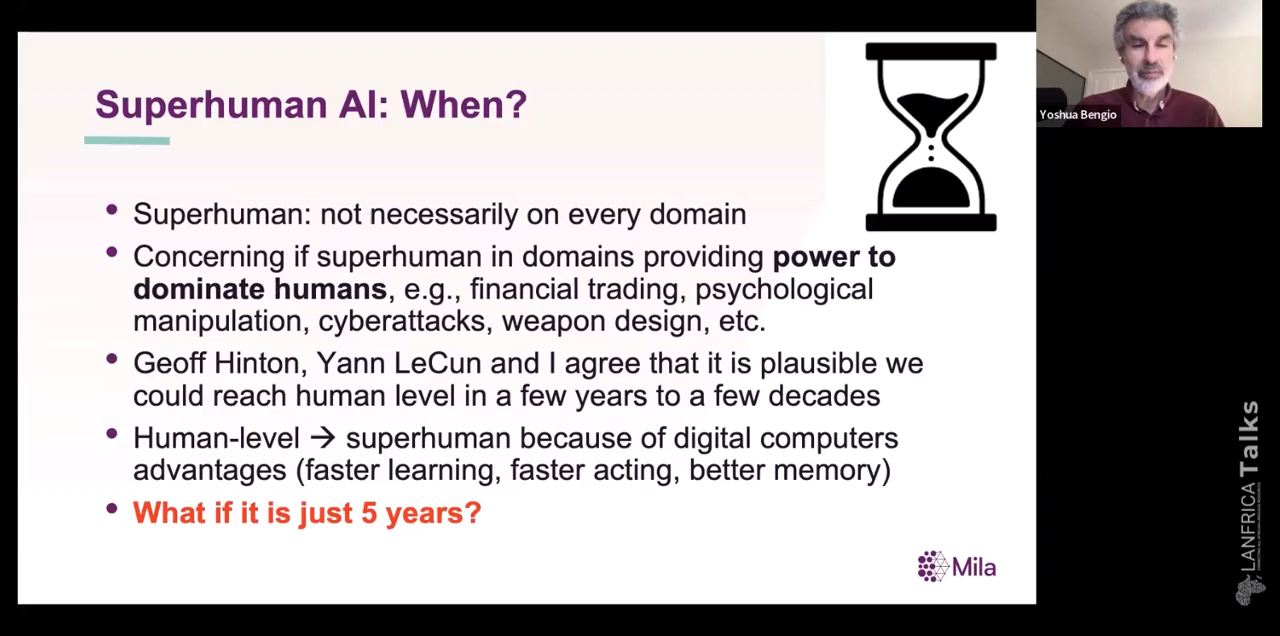 Superhuman AI: When?
• Superhuman: not necessarily on every domain
• Concerning if superhuman in domains providing power to
dominate humans, e.g., financial trading, psychological
manipulation, cyberattacks, weapon design, etc.
• Geoff Hinton, Yann LeCun and I agree that it is plausible we
could reach human level in a few years to a few decades
• Human-level → superhuman because of digital computers
advantages (faster learning, faster acting, better memory)
• What if it is just 5 years?
Mila
Yoshua Bengio
LANFRICA Talks